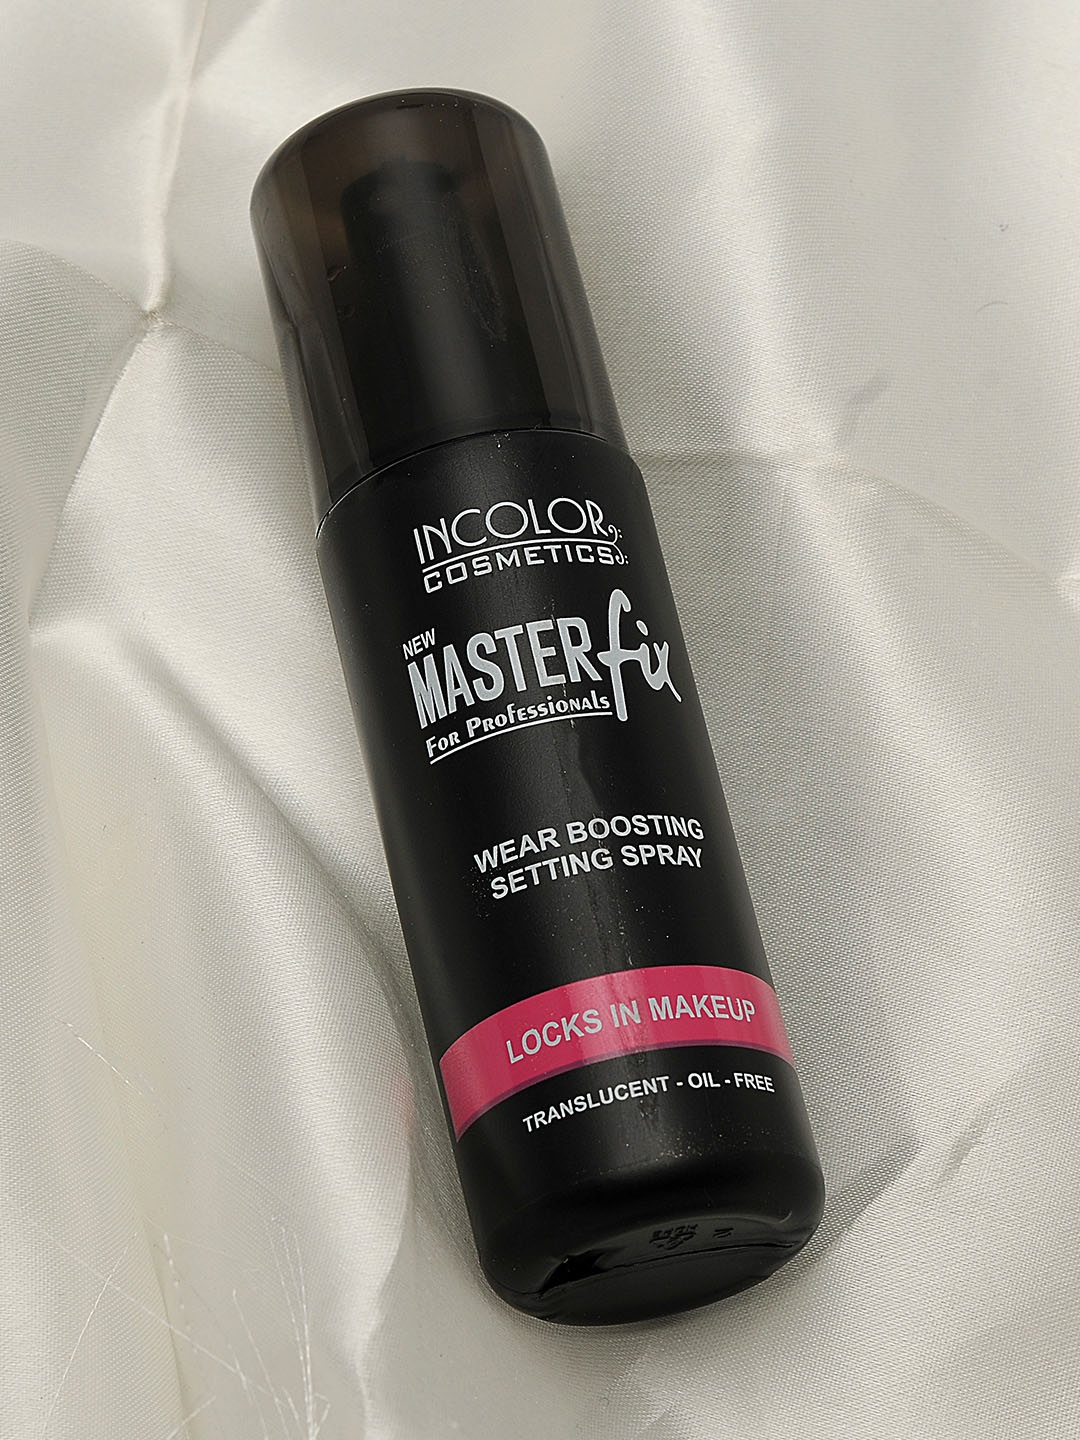 INCOLOR
COSMETICS
NEW
MASTER fix
For Professionals
WEAR BOOSTING
SETTING SPRAY
LOCKS IN MAKEUP
TRANSLUCENT - OIL - FREE